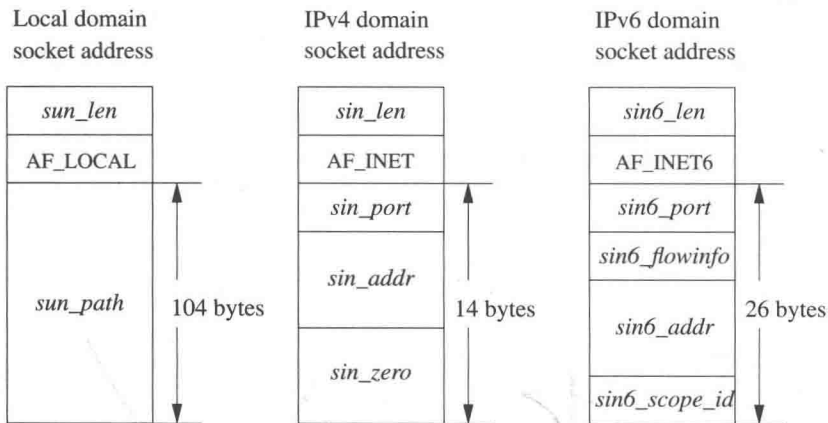 Local domain
socket address
sun_len
AF_LOCAL
sun_path
104 bytes
IPv4 domain
socket address
sin_len
AF_INET
sin_port
sin_addr
sin_zero
14 bytes
IPv6 domain
socket address
sin6_len
AF_INET6
sin6_port
sin6_flowinfo
sin6_addr
sin6_scope_id
26 bytes